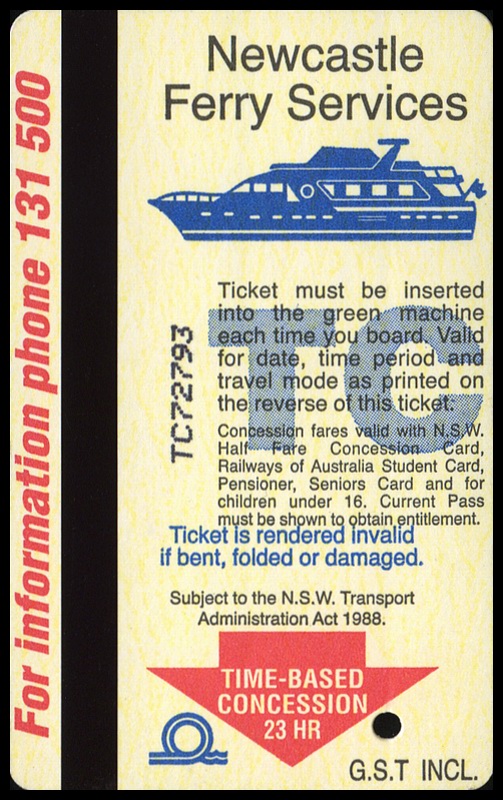 Newcastle
Ferry Services
For information phone 131 500
TC
TC72793
Ticket must be inserted
into the green machine
each time you board. Valid
for date, time period and
travel mode as printed on
the reverse of this ticket.
Concession fares valid with N.S.W.
Half Fare Concession Card,
Railways of Australia Student Card,
Pensioner, Seniors Card and for
children under 16. Current Pass
must be shown to obtain entitlement.
Ticket is rendered invalid
if bent, folded or damaged.
Subject to the N.S.W. Transport
Administration Act 1988.
TIME-BASED
CONCESSION
23 HR
G.S.T INCL.